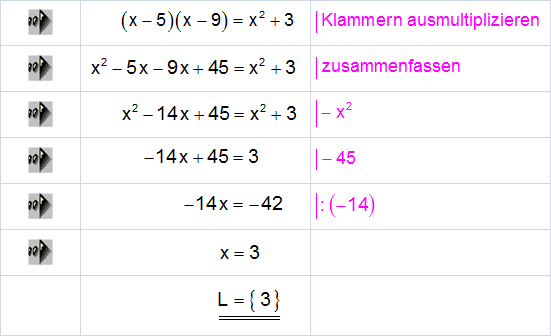 (x − 5)(x − 9) = x² + 3 | Klammern ausmultiplizieren
x² − 5x − 9x + 45 = x² + 3 | zusammenfassen
x² − 14x + 45 = x² + 3 | − x²
−14x + 45 = 3 | − 45
−14x = −42 | : (−14)
x = 3
L = { 3 }